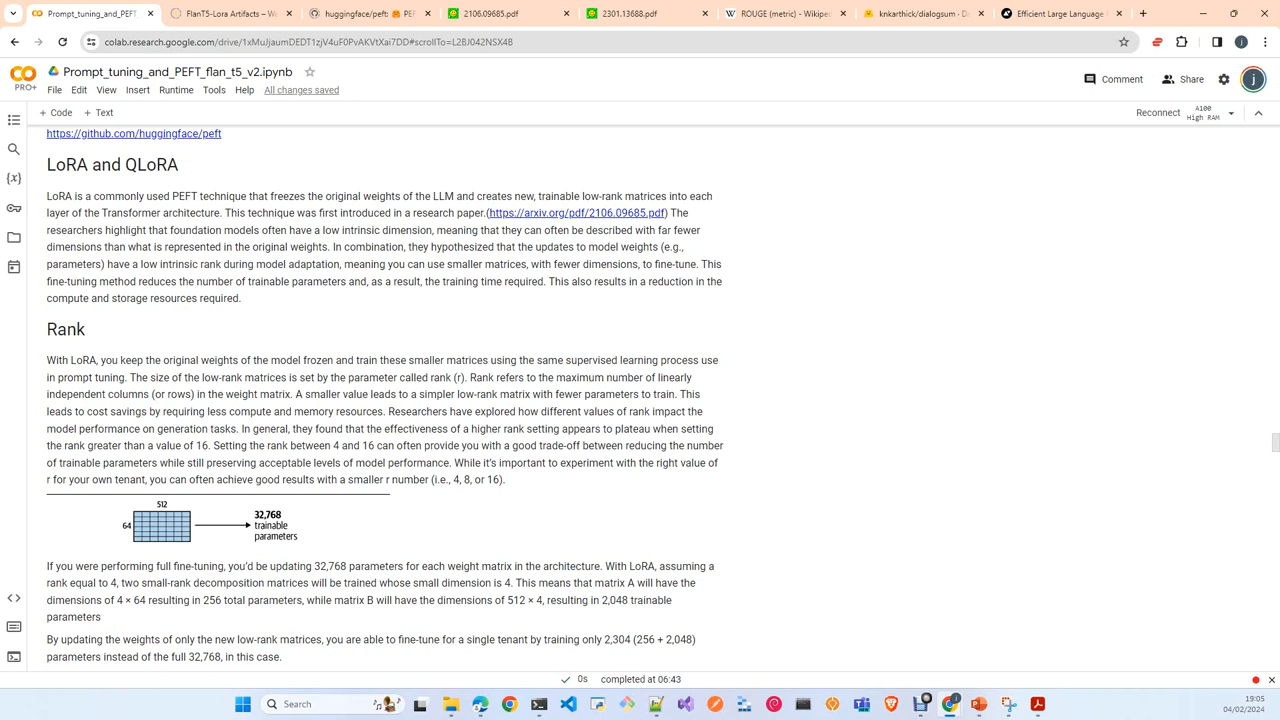 Prompt_tuning_and_PEFT
FlanT5-Lora Artifacts – We
huggingface/peft: 🤗 PEF
2106.09685.pdf
2301.13688.pdf
ROUGE (metric) - Wikiped
knkarthick/dialogsum · Da
Efficient Large Language
colab.research.google.com/drive/1xMuJjaumDEDT1zjV4uF0PvAKVtXai7DD#scrollTo=L2BJ042NSX4B
Prompt_tuning_and_PEFT_flan_t5_v2.ipynb
PRO+
File Edit View Insert Runtime Tools Help All changes saved
Comment
Share
+ Code + Text
Reconnect
A100
High RAM
https://github.com/huggingface/peft
LoRA and QLoRA
LoRA is a commonly used PEFT technique that freezes the original weights of the LLM and creates new, trainable low-rank matrices into each
layer of the Transformer architecture. This technique was first introduced in a research paper.(https://arxiv.org/pdf/2106.09685.pdf) The
researchers highlight that foundation models often have a low intrinsic dimension, meaning that they can often be described with far fewer
dimensions than what is represented in the original weights. In combination, they hypothesized that the updates to model weights (e.g.,
parameters) have a low intrinsic rank during model adaptation, meaning you can use smaller matrices, with fewer dimensions, to fine-tune. This
fine-tuning method reduces the number of trainable parameters and, as a result, the training time required. This also results in a reduction in the
compute and storage resources required.
Rank
With LoRA, you keep the original weights of the model frozen and train these smaller matrices using the same supervised learning process use
in prompt tuning. The size of the low-rank matrices is set by the parameter called rank (r). Rank refers to the maximum number of linearly
independent columns (or rows) in the weight matrix. A smaller value leads to a simpler low-rank matrix with fewer parameters to train. This
leads to cost savings by requiring less compute and memory resources. Researchers have explored how different values of rank impact the
model performance on generation tasks. In general, they found that the effectiveness of a higher rank setting appears to plateau when setting
the rank greater than a value of 16. Setting the rank between 4 and 16 can often provide you with a good trade-off between reducing the number
of trainable parameters while still preserving acceptable levels of model performance. While it's important to experiment with the right value of
r for your own tenant, you can often achieve good results with a smaller r number (i.e., 4, 8, or 16).
512
64
32,768
trainable
parameters
If you were performing full fine-tuning, you'd be updating 32,768 parameters for each weight matrix in the architecture. With LoRA, assuming a
rank equal to 4, two small-rank decomposition matrices will be trained whose small dimension is 4. This means that matrix A will have the
dimensions of 4 × 64 resulting in 256 total parameters, while matrix B will have the dimensions of 512 × 4, resulting in 2,048 trainable
parameters
By updating the weights of only the new low-rank matrices, you are able to fine-tune for a single tenant by training only 2,304 (256 + 2,048)
parameters instead of the full 32,768, in this case.
0s completed at 06:43
Search
19:05
04/02/2024